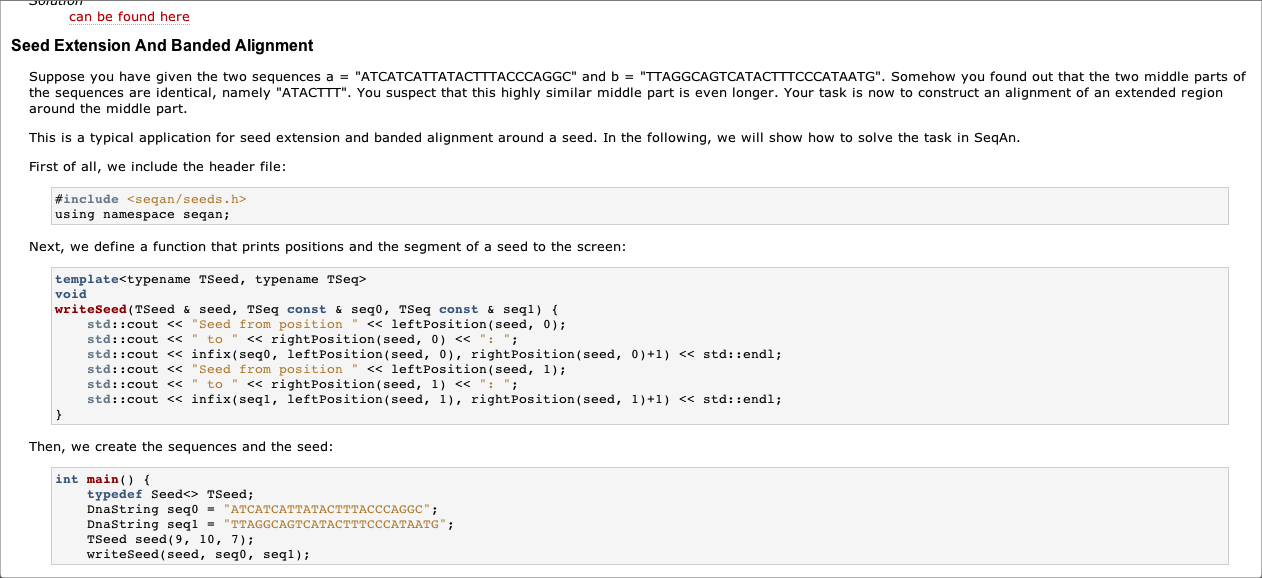 Solution
can be found here
Seed Extension And Banded Alignment
Suppose you have given the two sequences a = "ATCATCATTATACTTTACCCAGGC" and b = "TTAGGCAGTCATACTTTCCCATAATG". Somehow you found out that the two middle parts of
the sequences are identical, namely "ATACTTT". You suspect that this highly similar middle part is even longer. Your task is now to construct an alignment of an extended region
around the middle part.
This is a typical application for seed extension and banded alignment around a seed. In the following, we will show how to solve the task in SeqAn.
First of all, we include the header file:
#include <seqan/seeds.h>
using namespace seqan;
Next, we define a function that prints positions and the segment of a seed to the screen:
template<typename TSeed, typename TSeq>
void
writeSeed(TSeed & seed, TSeq const & seq0, TSeq const & seq1) {
    std::cout << "Seed from position " << leftPosition(seed, 0);
    std::cout << " to " << rightPosition(seed, 0) << ": ";
    std::cout << infix(seq0, leftPosition(seed, 0), rightPosition(seed, 0)+1) << std::endl;
    std::cout << "Seed from position " << leftPosition(seed, 1);
    std::cout << " to " << rightPosition(seed, 1) << ": ";
    std::cout << infix(seq1, leftPosition(seed, 1), rightPosition(seed, 1)+1) << std::endl;
}
Then, we create the sequences and the seed:
int main() {
    typedef Seed<> TSeed;
    DnaString seq0 = "ATCATCATTATACTTTACCCAGGC";
    DnaString seq1 = "TTAGGCAGTCATACTTTCCCATAATG";
    TSeed seed(9, 10, 7);
    writeSeed(seed, seq0, seq1);